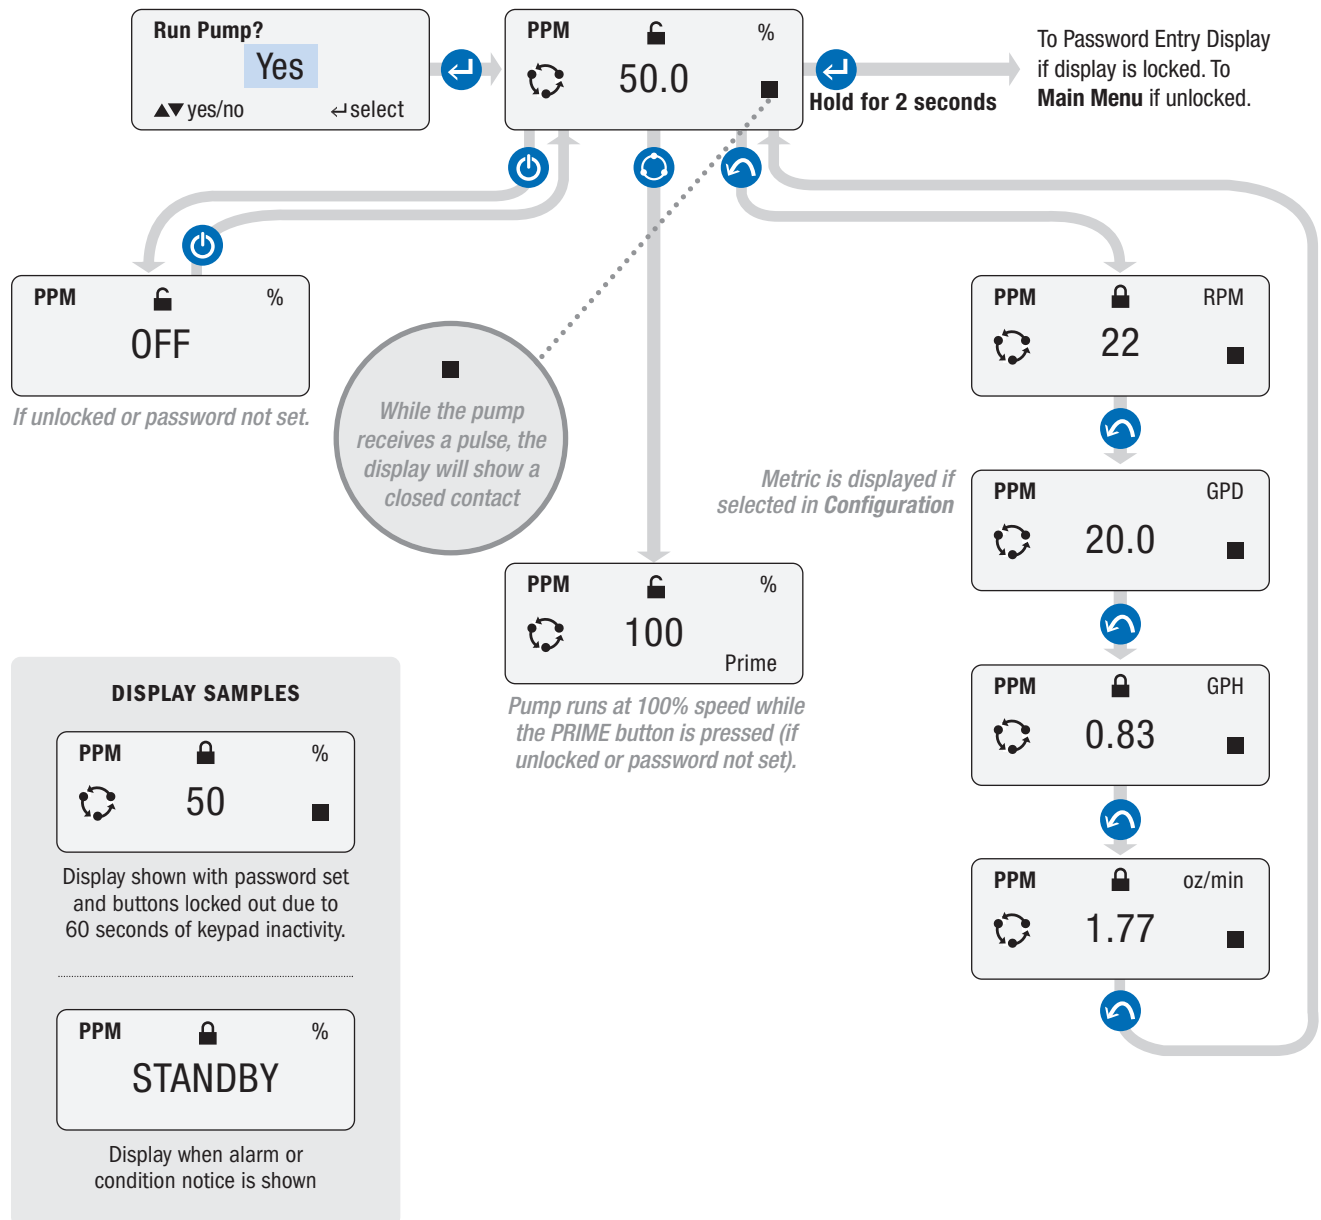 Run Pump?
Yes
▲▼ yes/no ↵ select
PPM %
50.0
Hold for 2 seconds
To Password Entry Display
if display is locked. To
Main Menu if unlocked.
PPM %
OFF
If unlocked or password not set.
While the pump
receives a pulse, the
display will show a
closed contact
PPM %
100
Prime
Pump runs at 100% speed while
the PRIME button is pressed (if
unlocked or password not set).
PPM RPM
22
Metric is displayed if
selected in Configuration
PPM GPD
20.0
PPM GPH
0.83
PPM oz/min
1.77
DISPLAY SAMPLES
PPM %
50
Display shown with password set
and buttons locked out due to
60 seconds of keypad inactivity.
PPM %
STANDBY
Display when alarm or
condition notice is shown